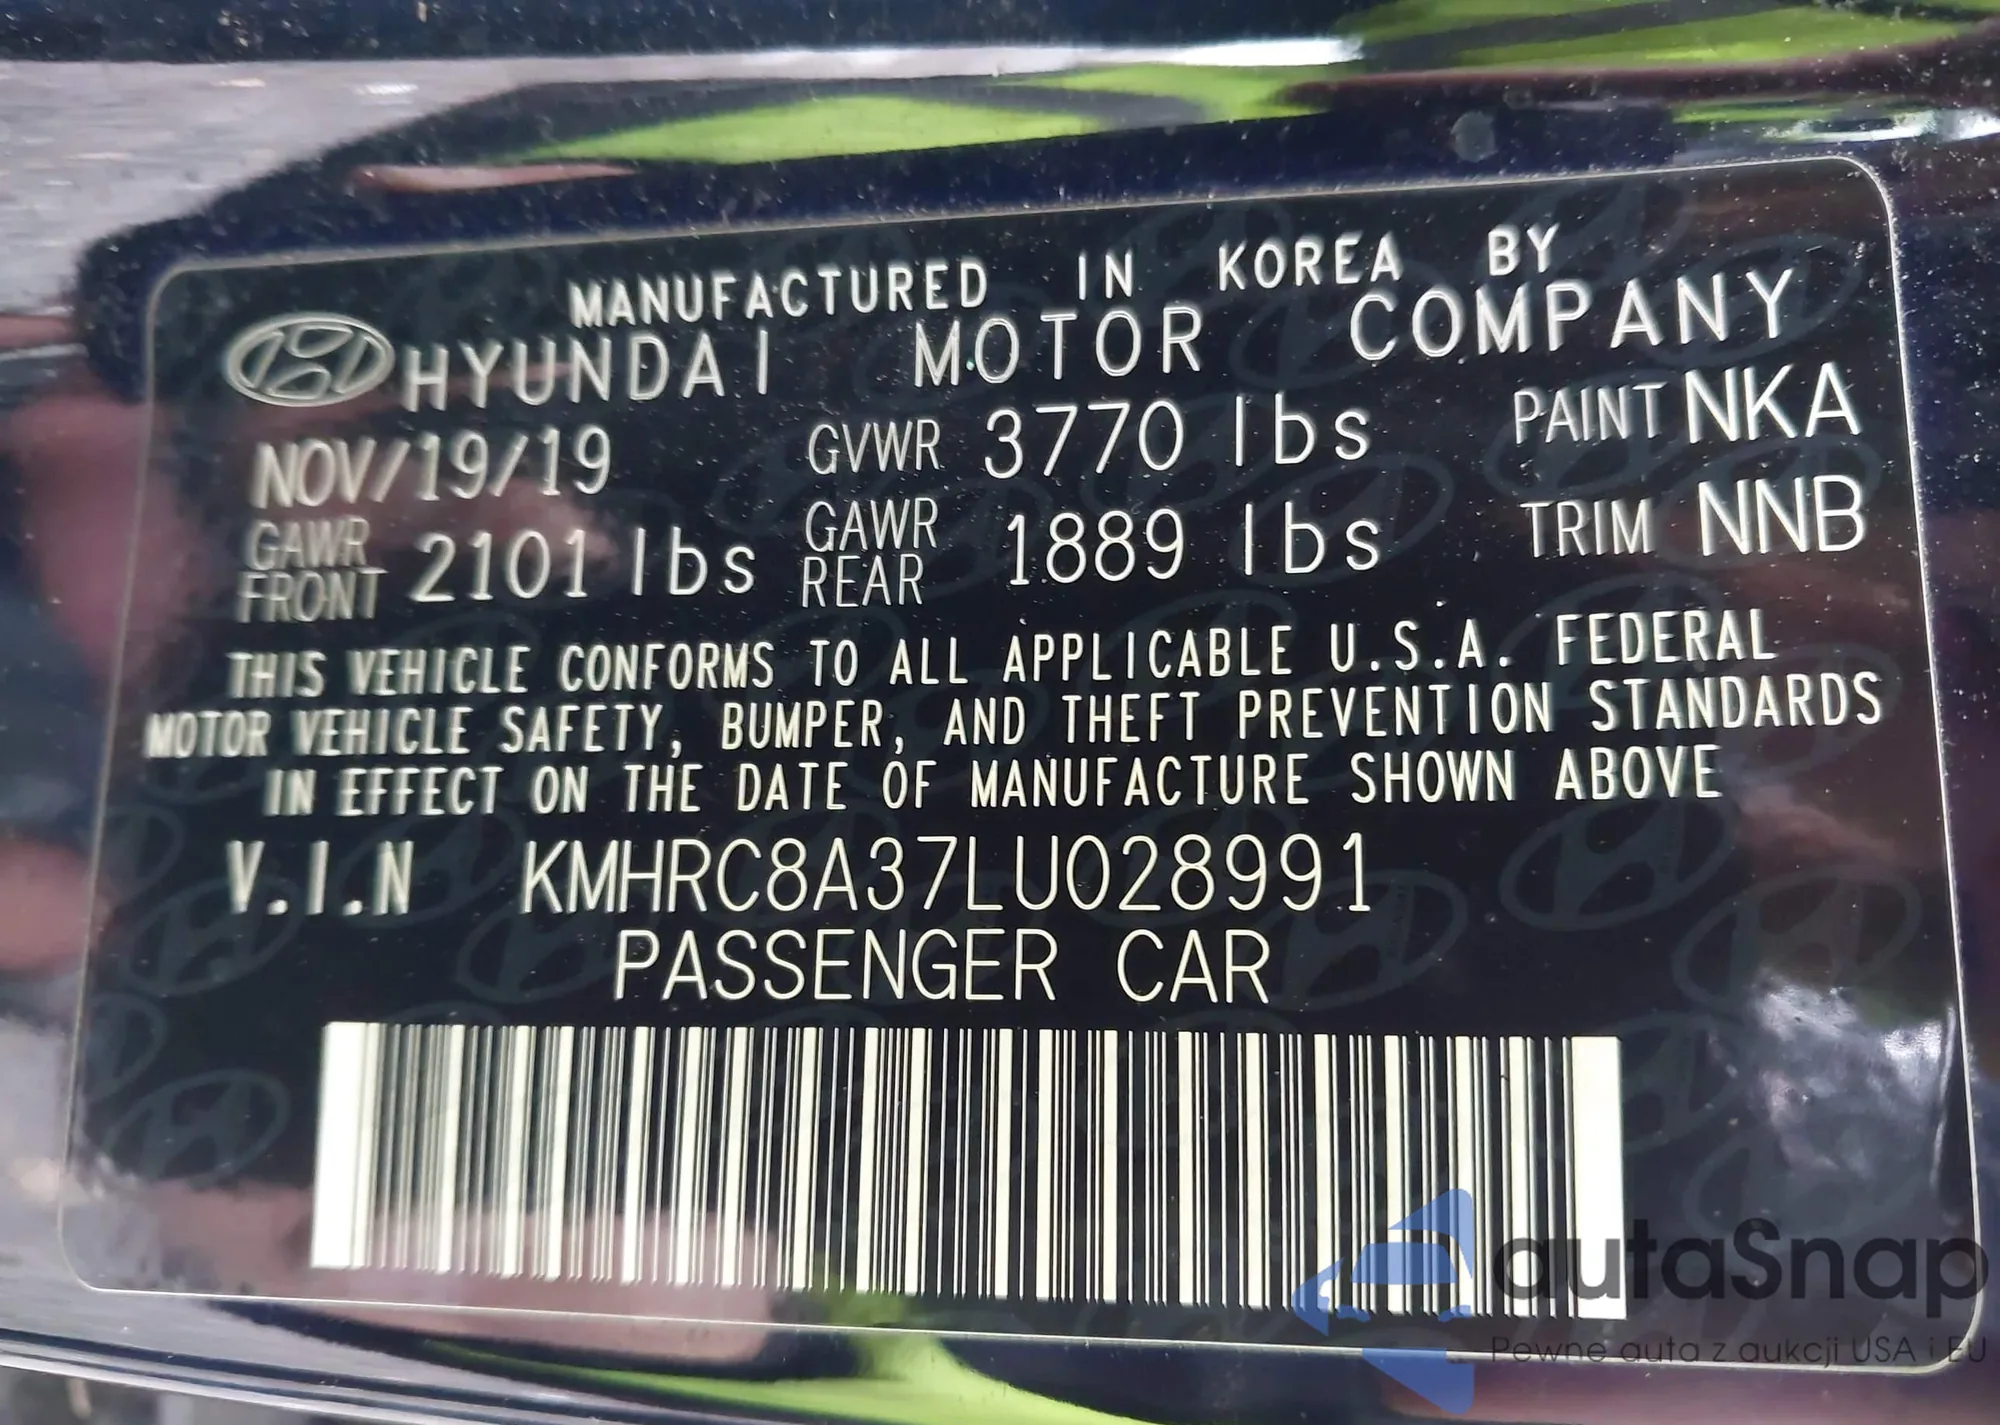 MANUFACTURED IN KOREA BY
HYUNDAI MOTOR COMPANY
NOV/19/19 GVWR 3770 lbs PAINT NKA
GAWR FRONT 2101 lbs GAWR REAR 1889 lbs TRIM NNB
THIS VEHICLE CONFORMS TO ALL APPLICABLE U.S.A. FEDERAL
MOTOR VEHICLE SAFETY, BUMPER, AND THEFT PREVENTION STANDARDS
IN EFFECT ON THE DATE OF MANUFACTURE SHOWN ABOVE
V.I.N KMHRC8A37LU028991
PASSENGER CAR
autaSnap
Pewne auta z aukcji USA i EU